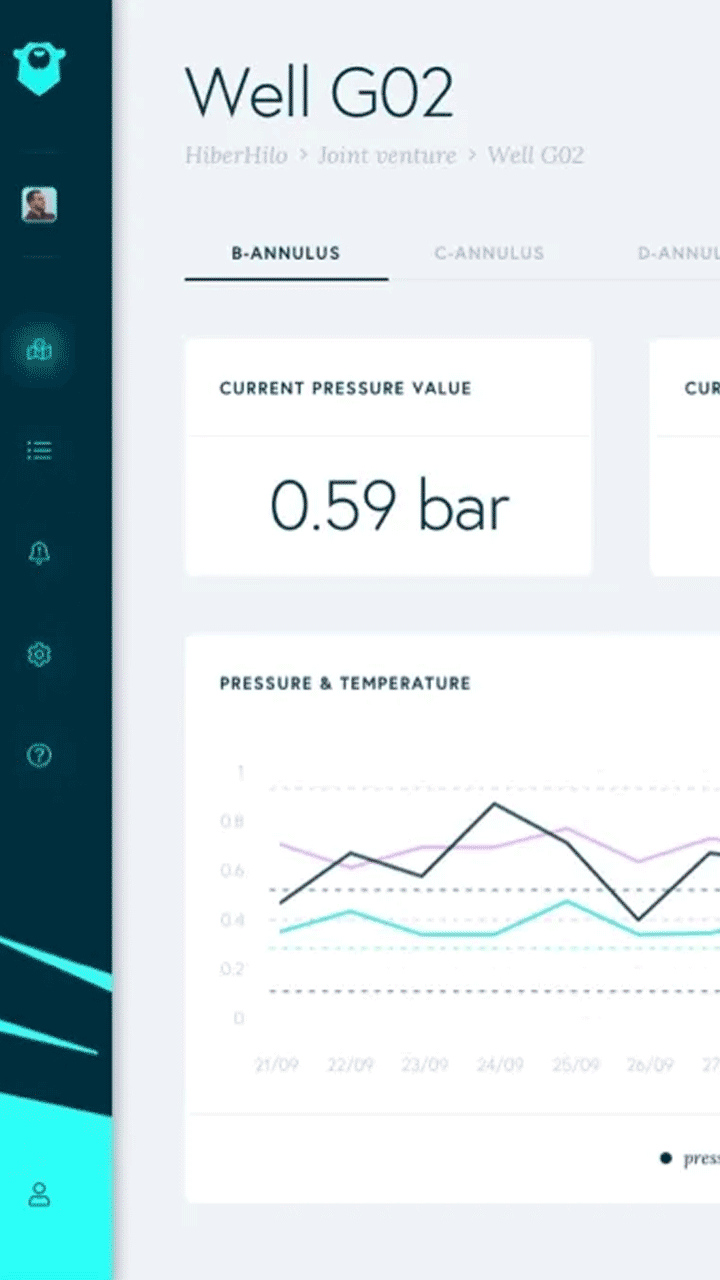 Well G02
HiberHilo > Joint venture > Well G02
B-ANNULUS C-ANNULUS D-ANNUL
CURRENT PRESSURE VALUE CUR
0.59 bar
PRESSURE & TEMPERATURE
1
0.8
0.6
0.4
0.2
0
21/09 22/09 23/09 24/09 25/09 26/09 27
press